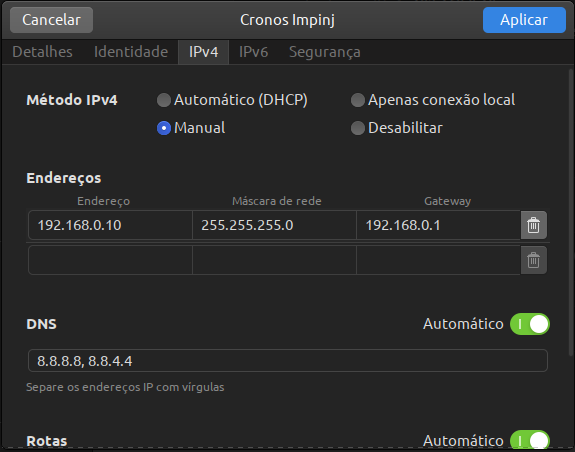 Cancelar Cronos Impinj Aplicar
Detalhes Identidade IPv4 IPv6 Segurança
Método IPv4 Automático (DHCP) Apenas conexão local
Manual Desabilitar
Endereços
Endereço Máscara de rede Gateway
192.168.0.10 255.255.255.0 192.168.0.1
DNS Automático
8.8.8.8, 8.8.4.4
Separe os endereços IP com vírgulas
Rotas Automático